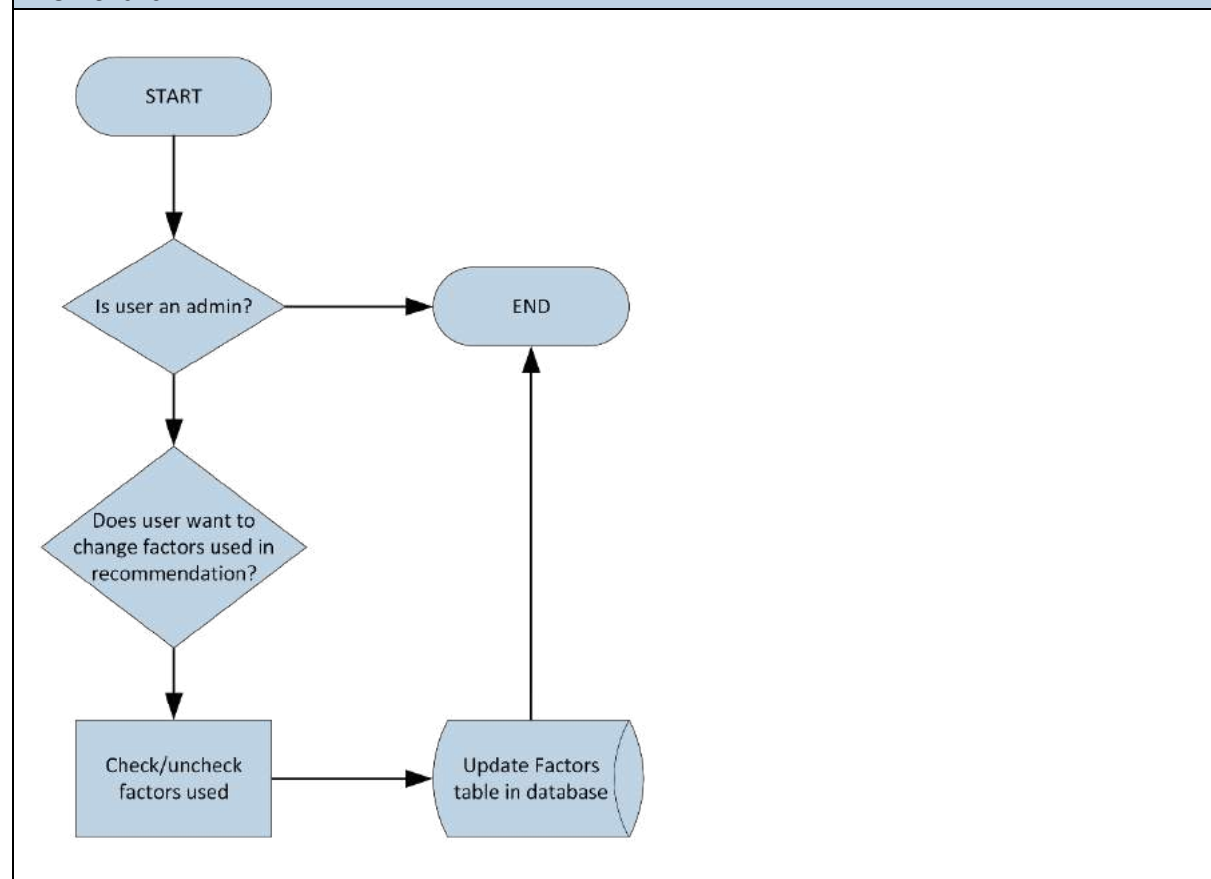 START
Is user an admin?
END
Does user want to
change factors used in
recommendation?
Check/uncheck
factors used
Update Factors
table in database